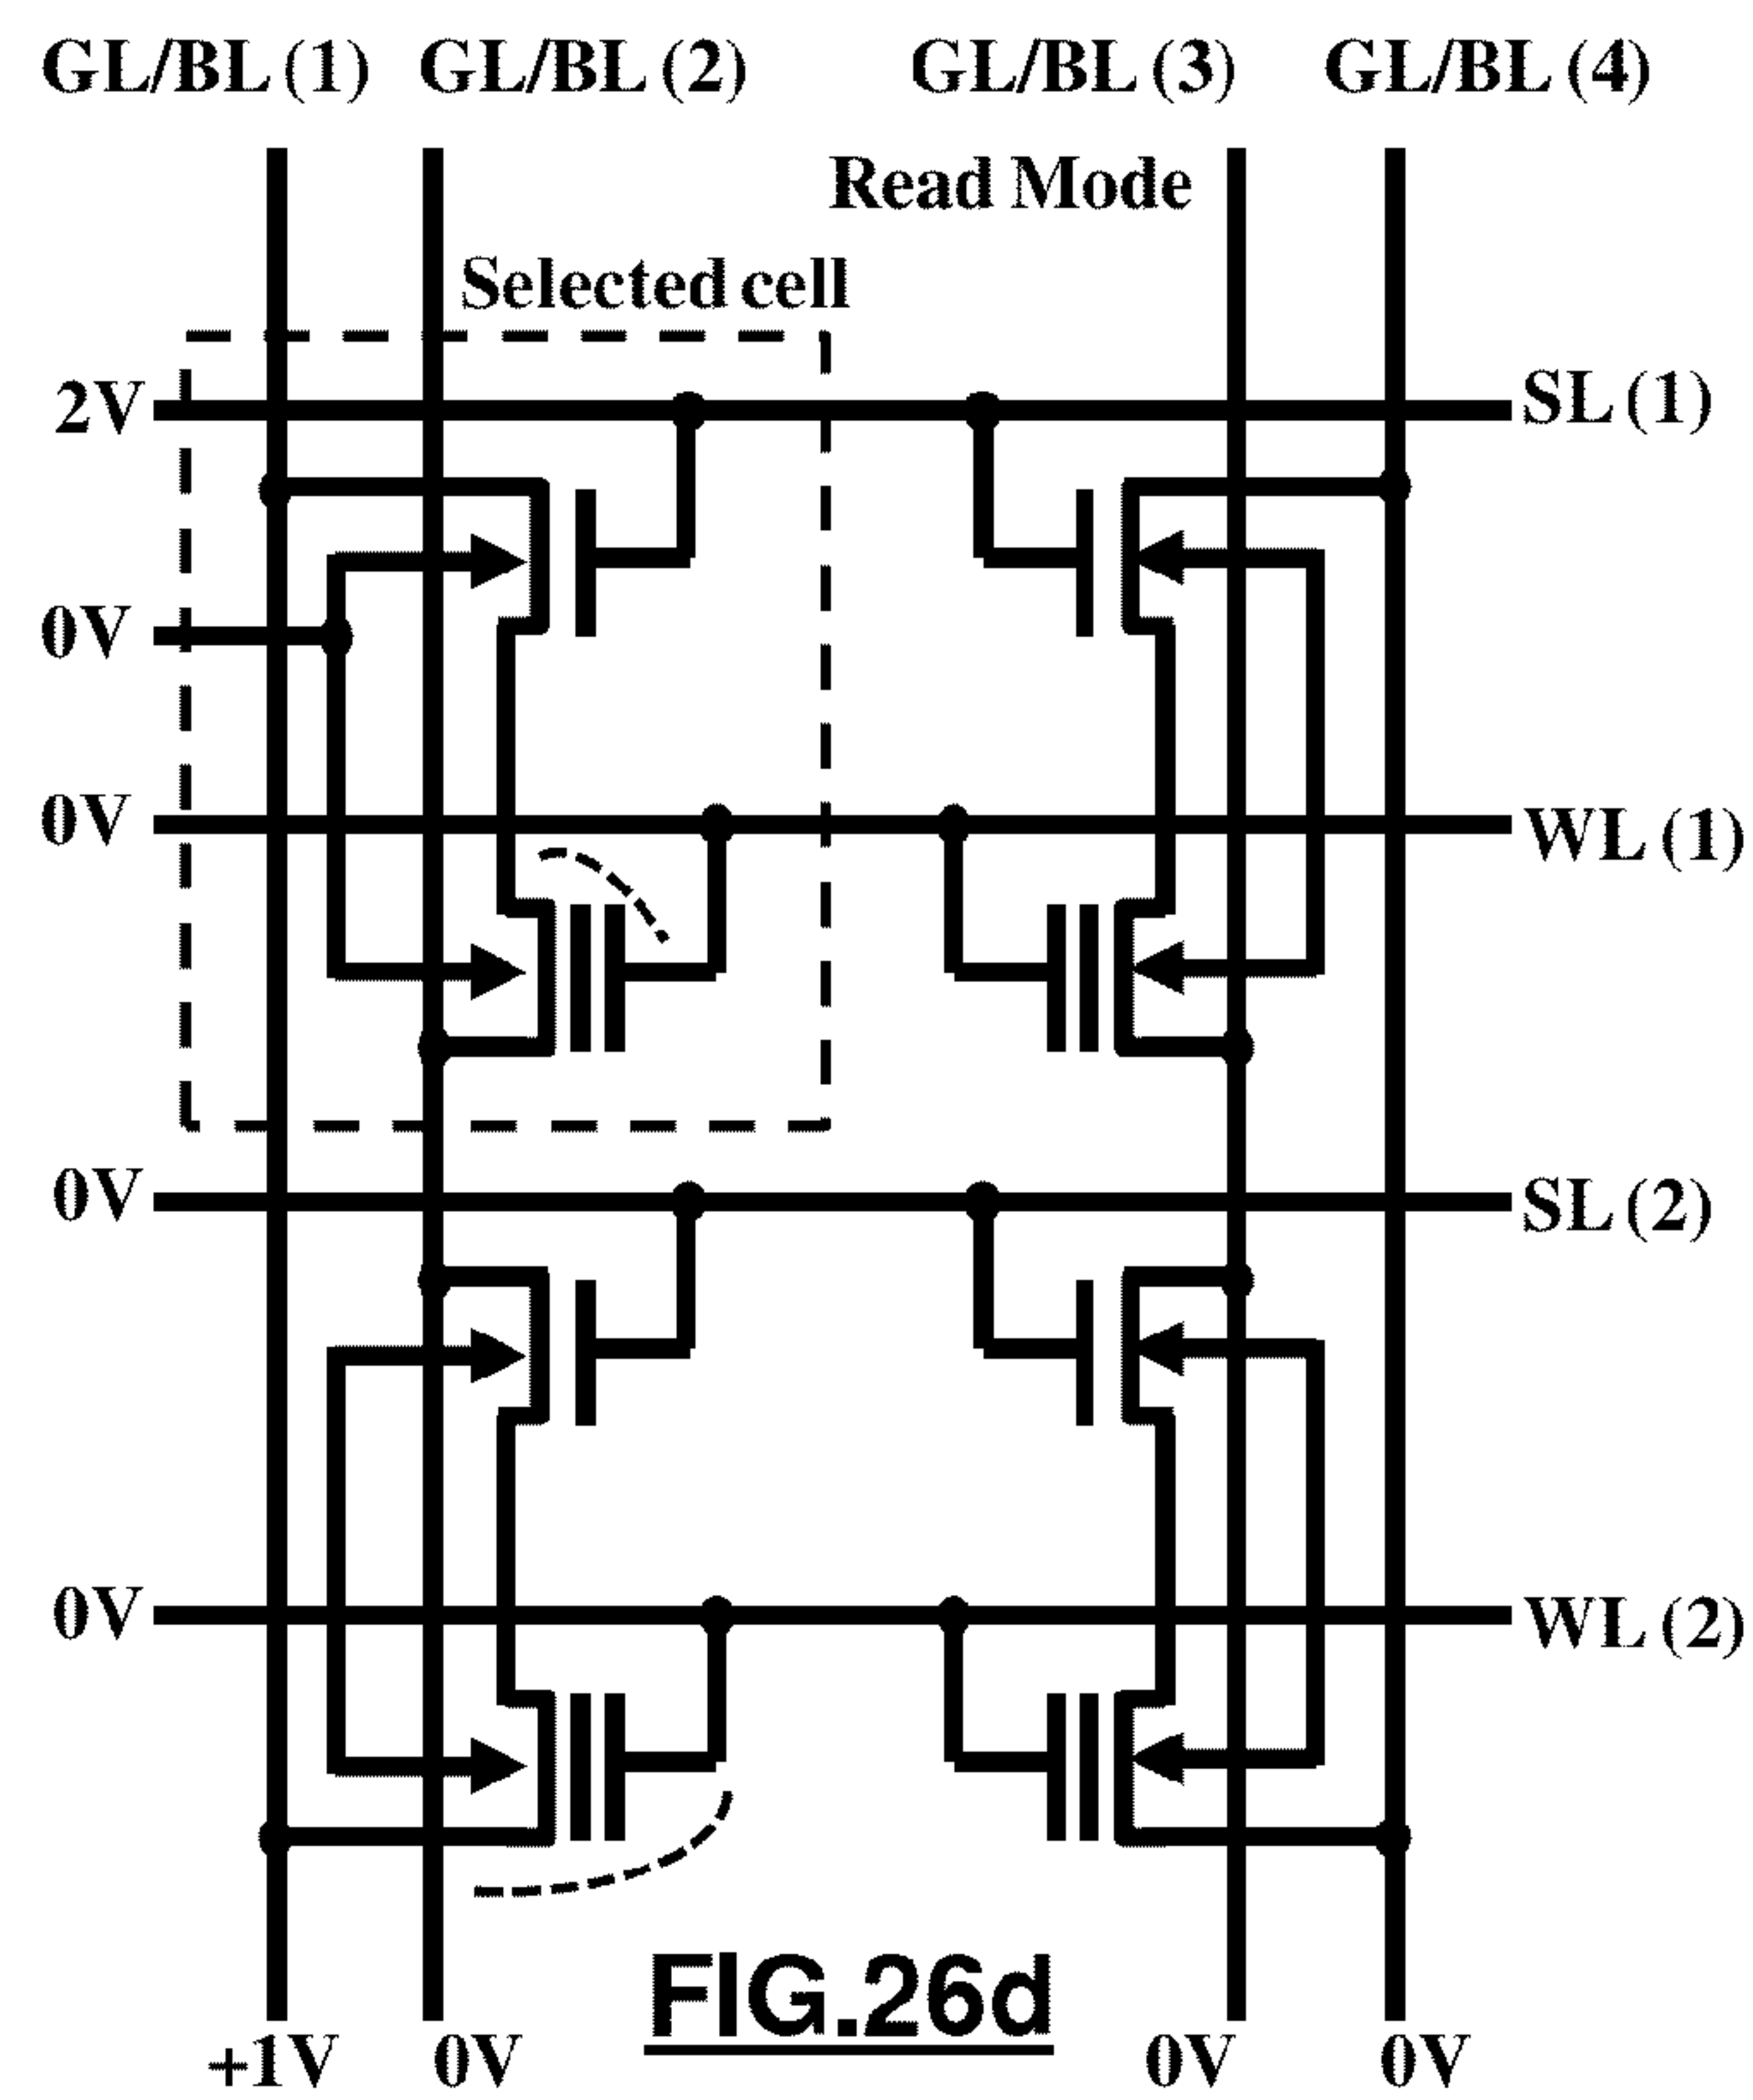 GL/BL (1) GL/BL (2) GL/BL (3) GL/BL (4)
Read Mode
Selected cell
2V SL (1)
0V
0V WL (1)
0V SL (2)
0V WL (2)
FIG.26d
+1V 0V 0V 0V